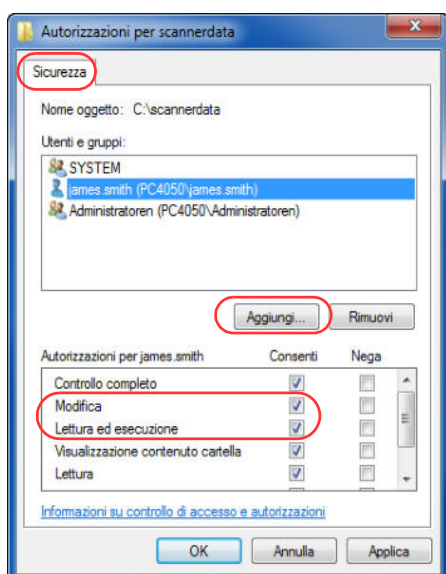 Autorizzazioni per scannerdata
Sicurezza
Nome oggetto: C:\scannerdata
Utenti e gruppi:
SYSTEM
james.smith (PC4050\james.smith)
Administratoren (PC4050\Administratoren)
Aggiungi... Rimuovi
Autorizzazioni per james.smith Consenti Nega
Controllo completo
Modifica
Lettura ed esecuzione
Visualizzazione contenuto cartella
Lettura
Informazioni su controllo di accesso e autorizzazioni
OK Annulla Applica